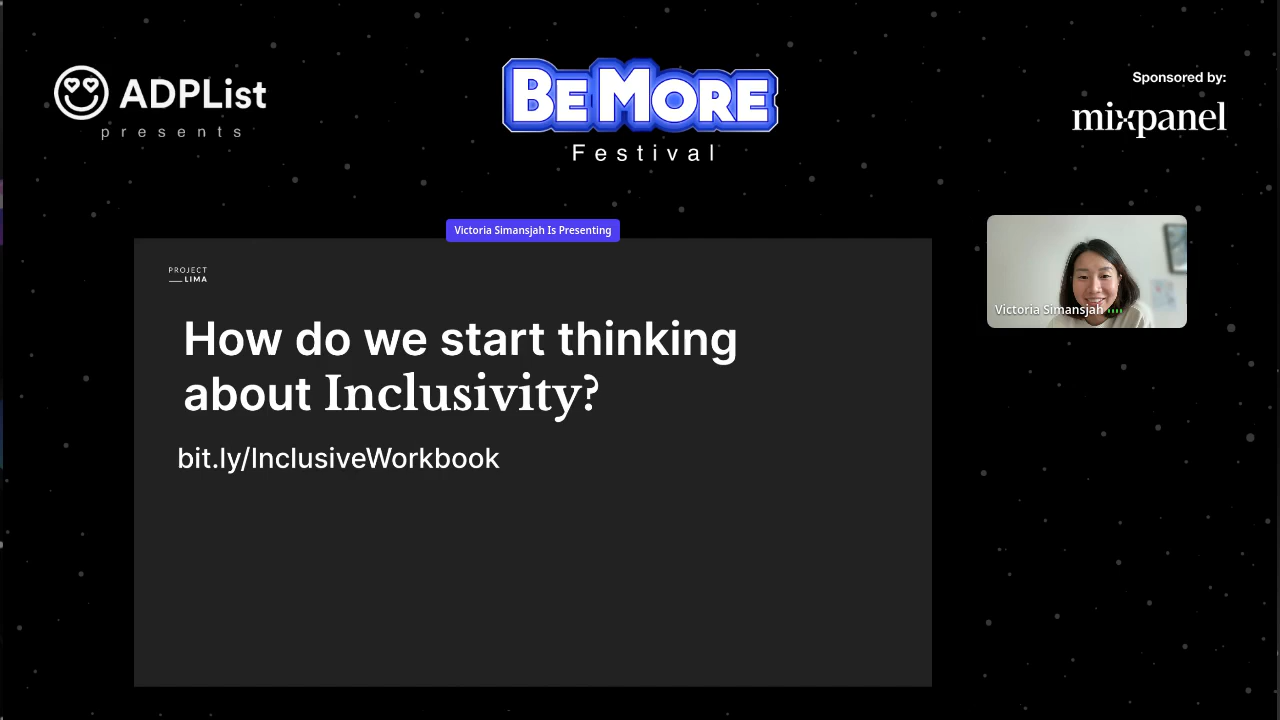 ADPList
presents
BE MORE
Festival
Sponsored by:
mixpanel
Victoria Simansjah Is Presenting
PROJECT
LIMA
How do we start thinking
about Inclusivity?
bit.ly/InclusiveWorkbook
Victoria Simansjah